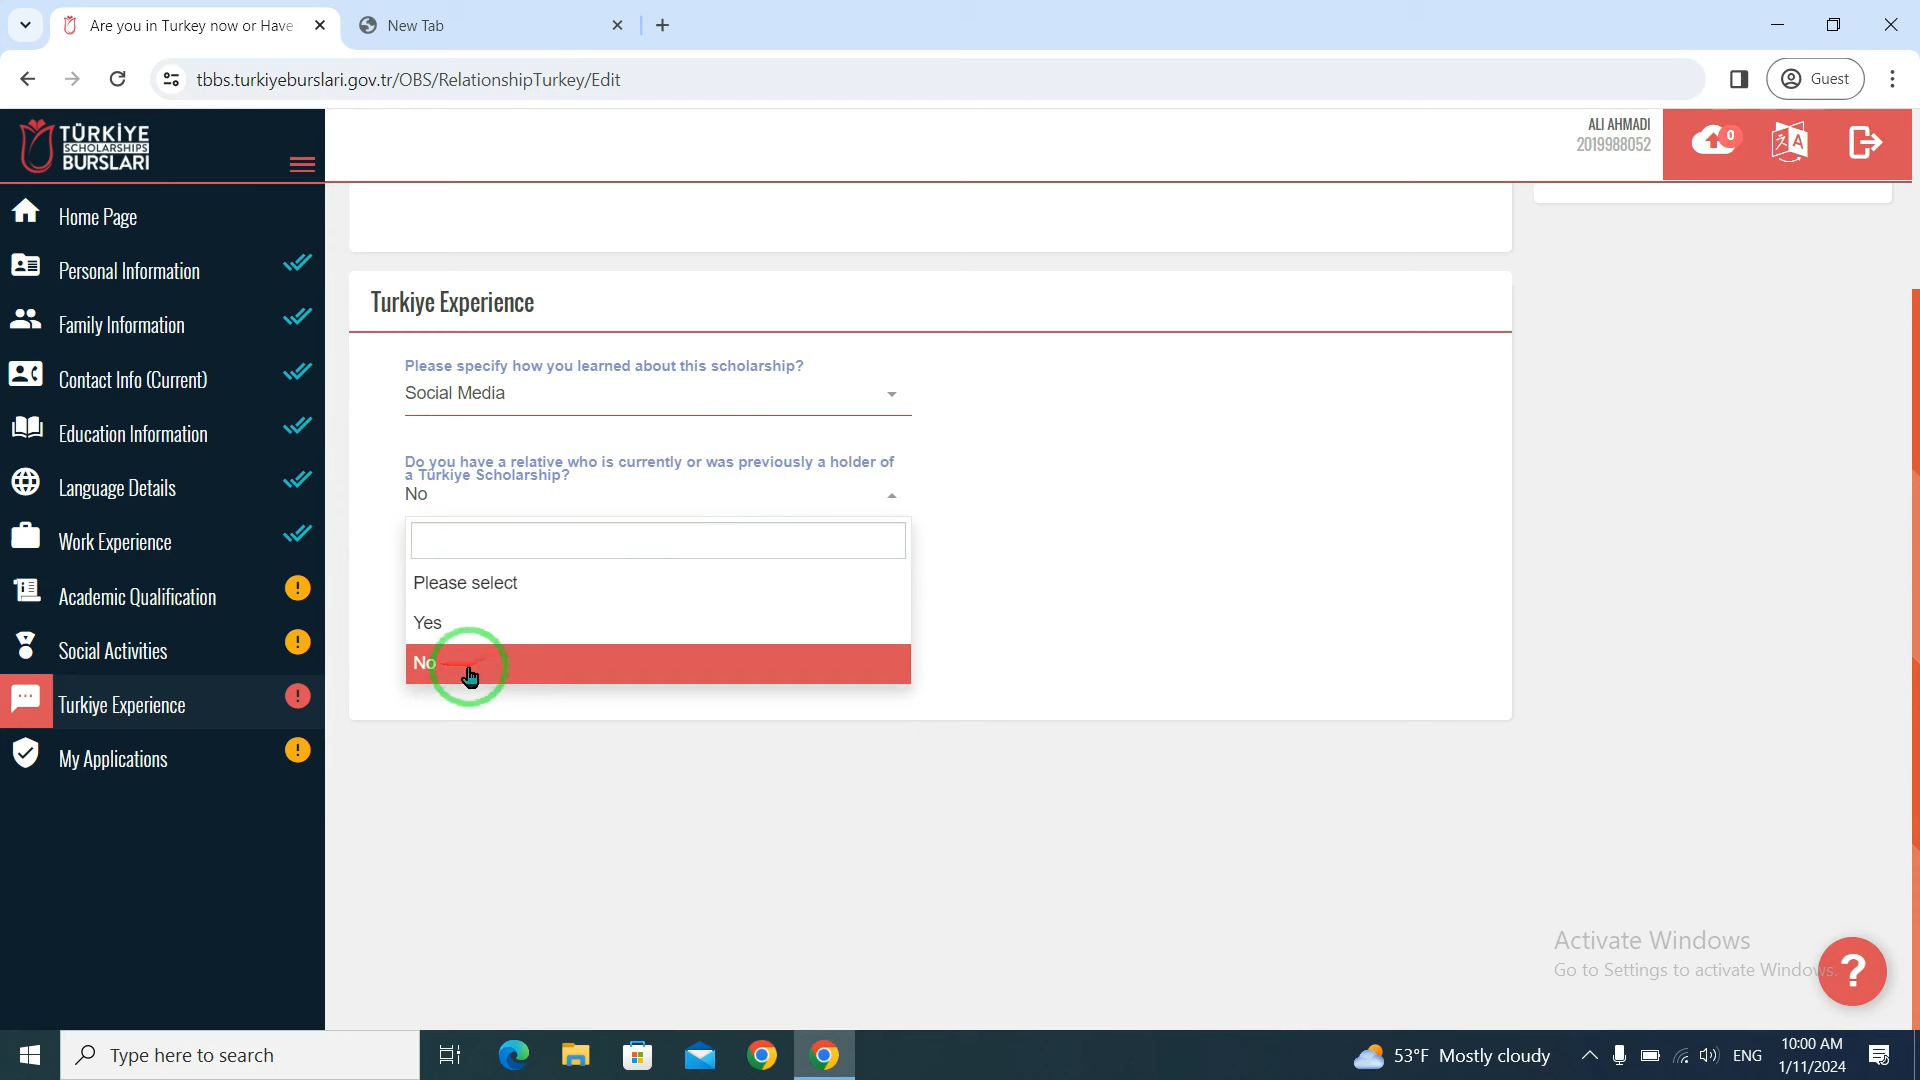 Are you in Turkey now or Have
New Tab
tbbs.turkiyeburslari.gov.tr/OBS/RelationshipTurkey/Edit
Guest
TÜRKİYE
SCHOLARSHIPS
BURSLARI
ALI AHMADI
2019988052
0
Home Page
Personal Information
Family Information
Contact Info (Current)
Education Information
Language Details
Work Experience
Academic Qualification
Social Activities
Turkiye Experience
My Applications
Turkiye Experience
Please specify how you learned about this scholarship?
Social Media
Do you have a relative who is currently or was previously a holder of
a Türkiye Scholarship?
No
Please select
Yes
No
Activate Windows
Go to Settings to activate Windows.
?
Type here to search
53°F Mostly cloudy
ENG
10:00 AM
1/11/2024